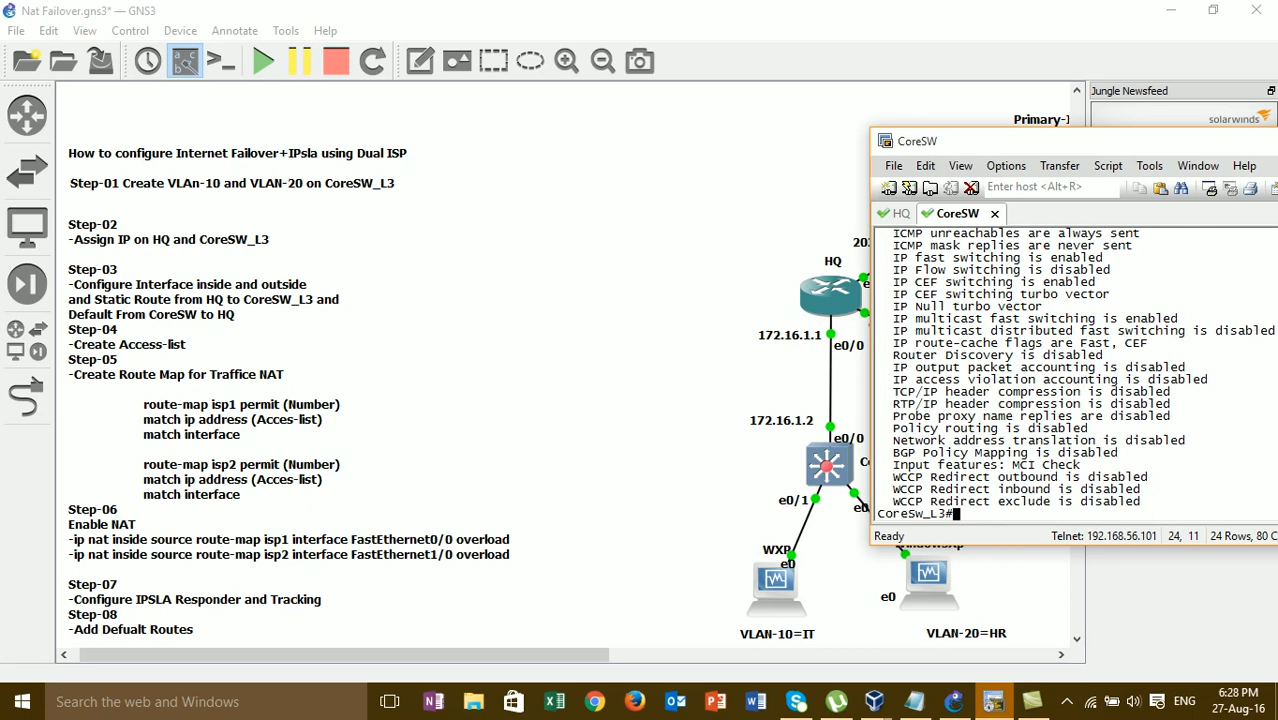 Nat Failover.gns3* — GNS3
File Edit View Control Device Annotate Tools Help
Jungle Newsfeed
solarwinds
Primary-I
How to configure Internet Failover+IPsla using Dual ISP
Step-01 Create VLAn-10 and VLAN-20 on CoreSW_L3
Step-02
-Assign IP on HQ and CoreSW_L3
Step-03
-Configure Interface inside and outside
and Static Route from HQ to CoreSW_L3 and
Default From CoreSW to HQ
Step-04
-Create Access-list
Step-05
-Create Route Map for Traffice NAT
route-map isp1 permit (Number)
match ip address (Acces-list)
match interface
route-map isp2 permit (Number)
match ip address (Acces-list)
match interface
Step-06
Enable NAT
-ip nat inside source route-map isp1 interface FastEthernet0/0 overload
-ip nat inside source route-map isp2 interface FastEthernet1/0 overload
Step-07
-Configure IPSLA Responder and Tracking
Step-08
-Add Defualt Routes
202
HQ
e
172.16.1.1
e0/0
172.16.1.2
e0/0
Co
e0/1
e0
WXP
e0
VLAN-10=IT
WindowsXp
e0
VLAN-20=HR
CoreSW
File Edit View Options Transfer Script Tools Window Help
Enter host <Alt+R>
HQ CoreSW
ICMP unreachables are always sent
ICMP mask replies are never sent
IP fast switching is enabled
IP Flow switching is disabled
IP CEF switching is enabled
IP CEF switching turbo vector
IP Null turbo vector
IP multicast fast switching is enabled
IP multicast distributed fast switching is disabled
IP route-cache flags are Fast, CEF
Router Discovery is disabled
IP output packet accounting is disabled
IP access violation accounting is disabled
TCP/IP header compression is disabled
RTP/IP header compression is disabled
Probe proxy name replies are disabled
Policy routing is disabled
Network address translation is disabled
BGP Policy Mapping is disabled
Input features: MCI Check
WCCP Redirect outbound is disabled
WCCP Redirect inbound is disabled
WCCP Redirect exclude is disabled
CoreSw_L3#
Ready Telnet: 192.168.56.101 24, 11 24 Rows, 80 C
Search the web and Windows
ENG
6:28 PM
27-Aug-16